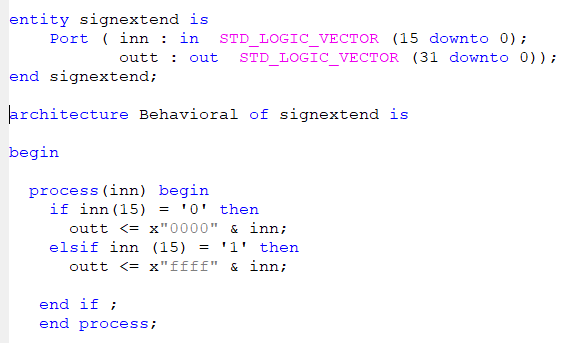 entity signextend is
    Port ( inn : in  STD_LOGIC_VECTOR (15 downto 0);
           outt : out  STD_LOGIC_VECTOR (31 downto 0));
end signextend;
architecture Behavioral of signextend is
begin
  process(inn) begin
    if inn(15) = '0' then
      outt <= x"0000" & inn;
    elsif inn (15) = '1' then
      outt <= x"ffff" & inn;
   end if ;
   end process;